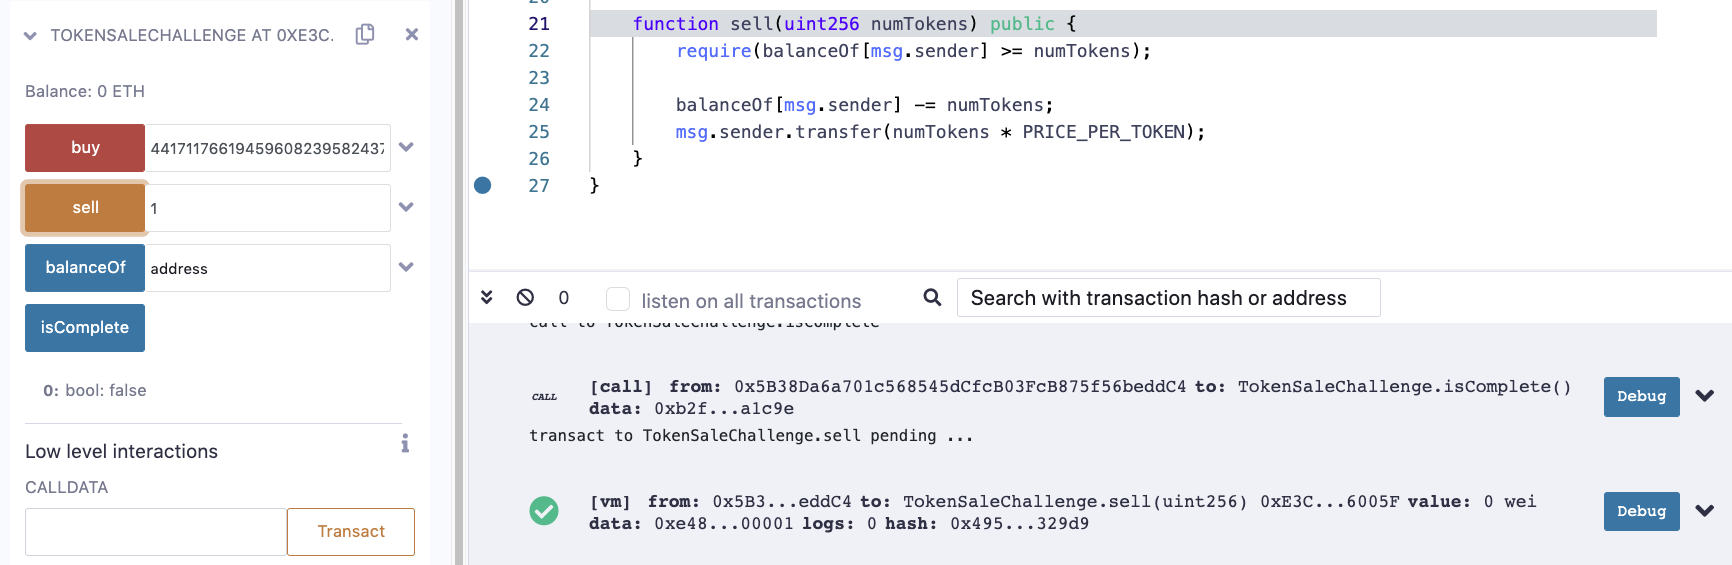 TOKENSALECHALLENGE AT 0XE3C.
Balance: 0 ETH
buy 44171176619459608239582437
sell 1
balanceOf address
isComplete
0: bool: false
Low level interactions
i
CALLDATA
Transact
21 function sell(uint256 numTokens) public {
22 require(balanceOf[msg.sender] >= numTokens);
23
24 balanceOf[msg.sender] -= numTokens;
25 msg.sender.transfer(numTokens * PRICE_PER_TOKEN);
26 }
27 }
0 listen on all transactions Search with transaction hash or address
call to TokenSaleChallenge.isComplete
CALL [call] from: 0x5B38Da6a701c568545dCfcB03FcB875f56beddC4 to: TokenSaleChallenge.isComplete()
data: 0xb2f...a1c9e
Debug
transact to TokenSaleChallenge.sell pending ...
[vm] from: 0x5B3...eddC4 to: TokenSaleChallenge.sell(uint256) 0xE3C...6005F value: 0 wei
data: 0xe48...00001 logs: 0 hash: 0x495...329d9
Debug